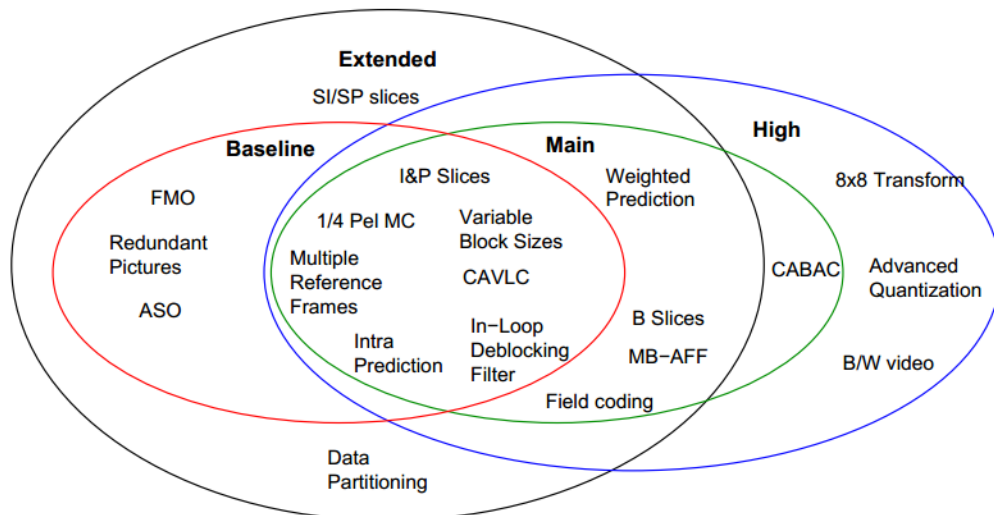 Extended
SI/SP slices
Baseline
Main
High
I&P Slices
Weighted
Prediction
8x8 Transform
FMO
1/4 Pel MC
Variable
Block Sizes
Redundant
Pictures
Multiple
Reference
Frames
CAVLC
CABAC
Advanced
Quantization
ASO
In−Loop
Deblocking
Filter
B Slices
Intra
Prediction
MB−AFF
B/W video
Field coding
Data
Partitioning